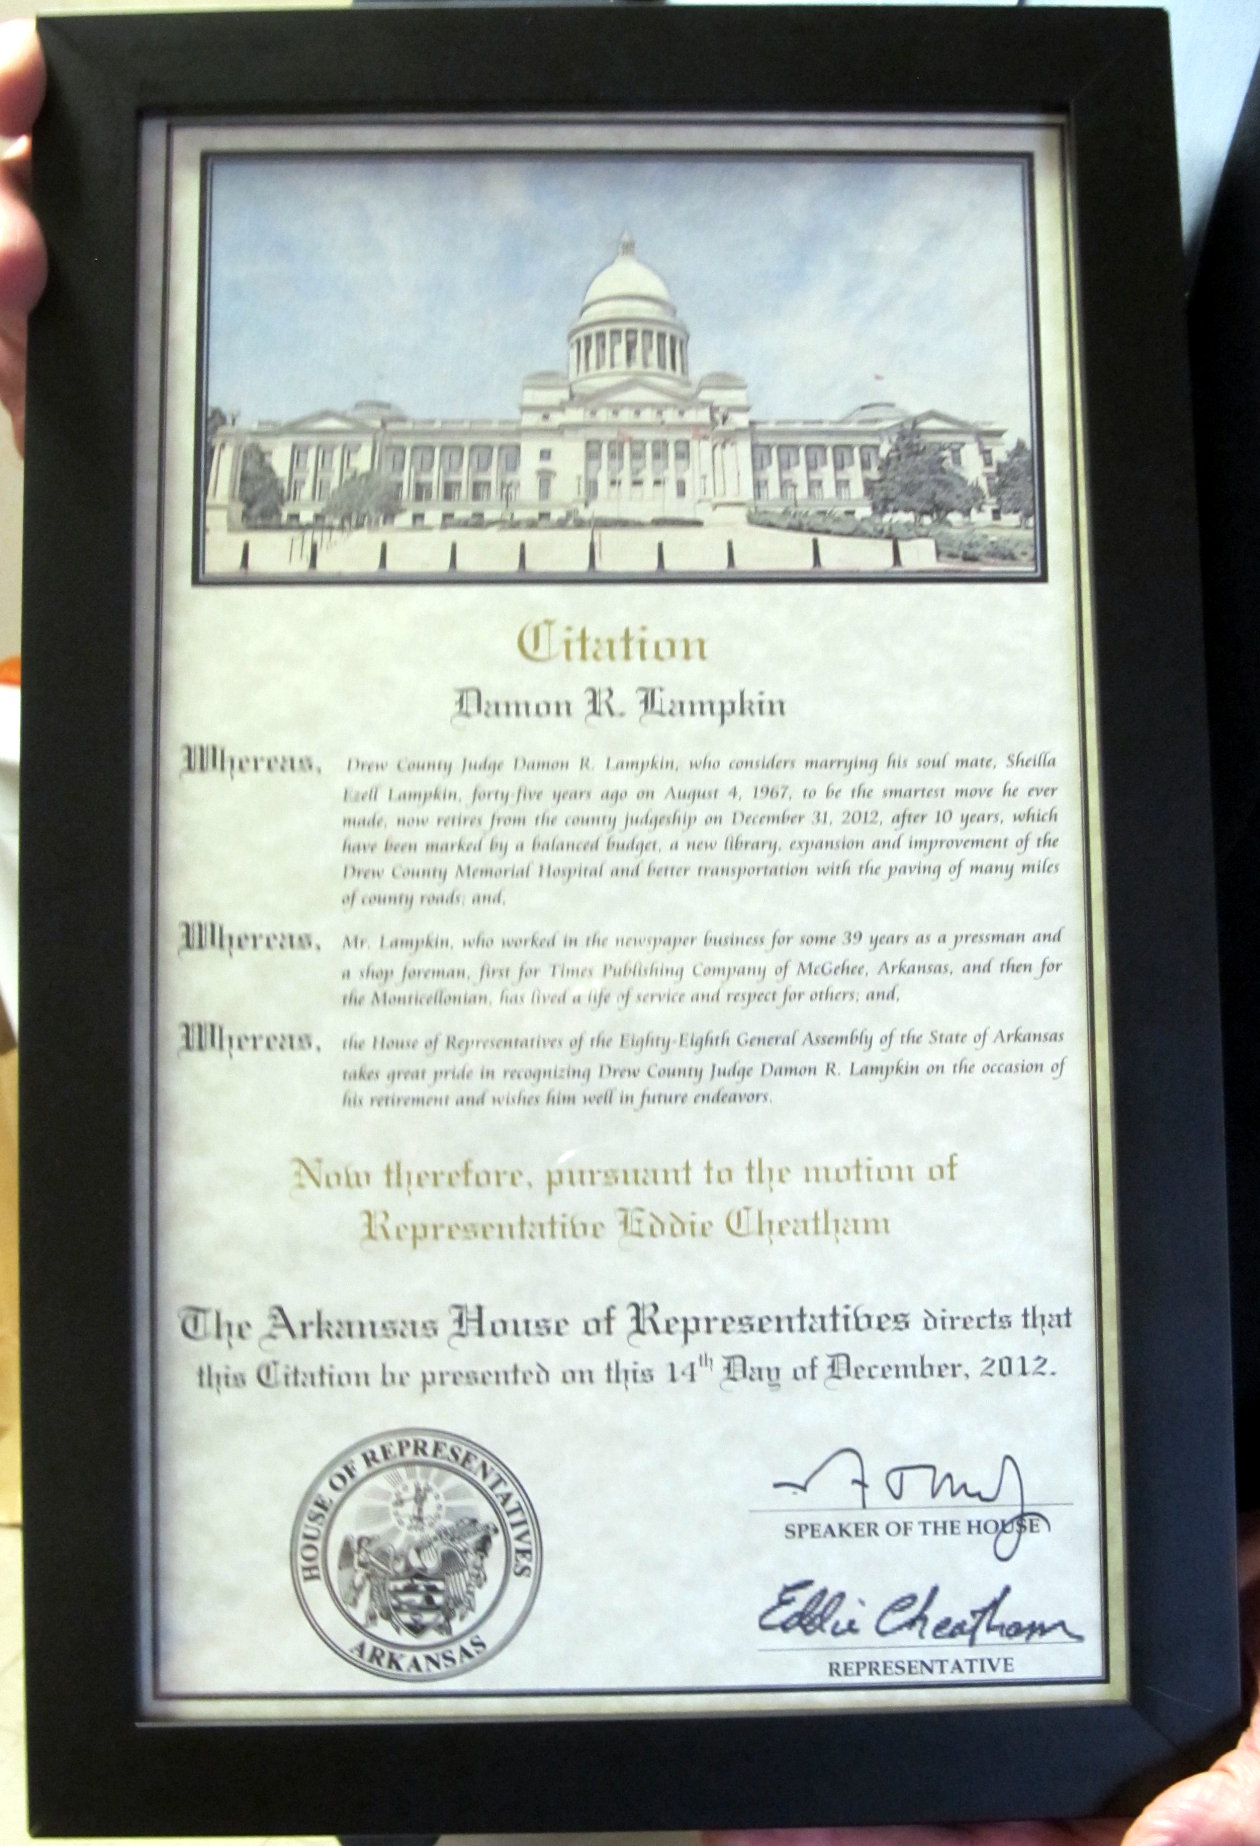 Citation
Damon R. Lampkin
Whereas, Drew County Judge Damon R. Lampkin, who considers marrying his soul mate, Sheilla
Ezell Lampkin, forty-five years ago on August 4, 1967, to be the smartest move he ever
made, now retires from the county judgeship on December 31, 2012, after 10 years, which
have been marked by a balanced budget, a new library, expansion and improvement of the
Drew County Memorial Hospital and better transportation with the paving of many miles
of county roads; and,
Whereas, Mr. Lampkin, who worked in the newspaper business for some 39 years as a pressman and
a shop foreman, first for Times Publishing Company of McGehee, Arkansas, and then for
the Monticellonian, has lived a life of service and respect for others; and,
Whereas, the House of Representatives of the Eighty-Eighth General Assembly of the State of Arkansas
takes great pride in recognizing Drew County Judge Damon R. Lampkin on the occasion of
his retirement and wishes him well in future endeavors.
Now therefore, pursuant to the motion of
Representative Eddie Cheatham
The Arkansas House of Representatives directs that
this Citation be presented on this 14th Day of December, 2012.
HOUSE OF REPRESENTATIVES
ARKANSAS
SPEAKER OF THE HOUSE
Eddie Cheatham
REPRESENTATIVE